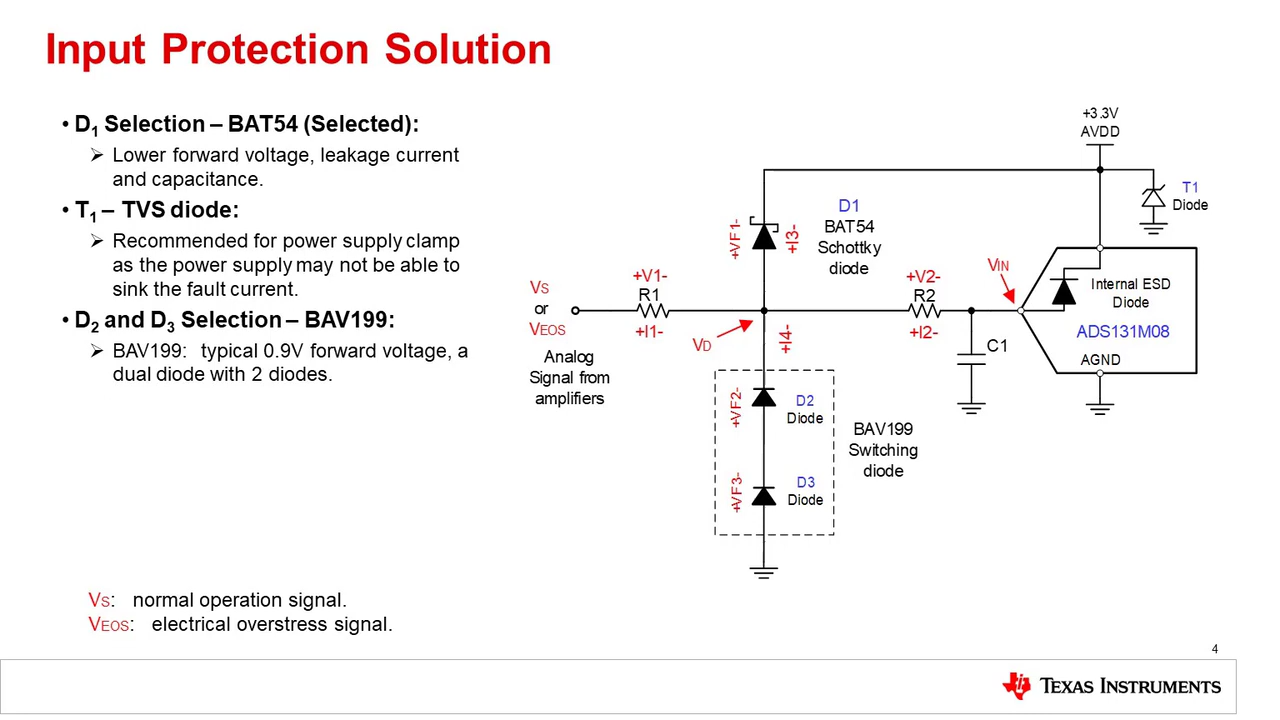 Input Protection Solution
• D1 Selection – BAT54 (Selected):
➢ Lower forward voltage, leakage current
and capacitance.
• T1 – TVS diode:
➢ Recommended for power supply clamp
as the power supply may not be able to
sink the fault current.
• D2 and D3 Selection – BAV199:
➢ BAV199: typical 0.9V forward voltage, a
dual diode with 2 diodes.
VS: normal operation signal.
VEOS: electrical overstress signal.
+3.3V
AVDD
T1
Diode
D1
BAT54
Schottky
diode
+VF1-
+I3-
VS
or
VEOS
Analog
Signal from
amplifiers
+V1-
R1
+I1-
VD
+I4-
+V2-
R2
+I2-
VIN
C1
Internal ESD
Diode
ADS131M08
AGND
+VF2-
D2
Diode
+VF3-
D3
Diode
BAV199
Switching
diode
4
TEXAS INSTRUMENTS